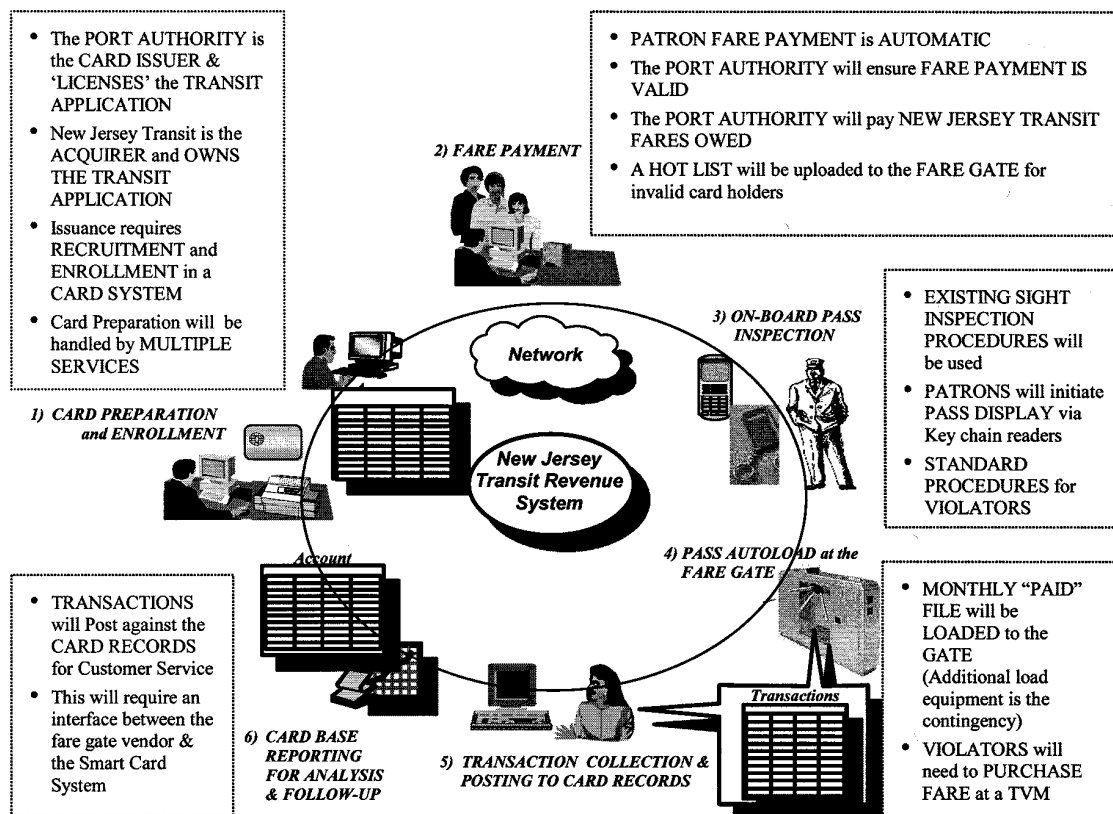 • The PORT AUTHORITY is
the CARD ISSUER &
‘LICENSES’ the TRANSIT
APPLICATION
• New Jersey Transit is the
ACQUIRER and OWNS
THE TRANSIT
APPLICATION
• Issuance requires
RECRUITMENT and
ENROLLMENT in a
CARD SYSTEM
• Card Preparation will be
handled by MULTIPLE
SERVICES
• PATRON FARE PAYMENT is AUTOMATIC
• The PORT AUTHORITY will ensure FARE PAYMENT IS
VALID
• The PORT AUTHORITY will pay NEW JERSEY TRANSIT
FARES OWED
• A HOT LIST will be uploaded to the FARE GATE for
invalid card holders
2) FARE PAYMENT
3) ON-BOARD PASS
INSPECTION
• EXISTING SIGHT
INSPECTION
PROCEDURES will
be used
• PATRONS will initiate
PASS DISPLAY via
Key chain readers
• STANDARD
PROCEDURES for
VIOLATORS
Network
1) CARD PREPARATION
and ENROLLMENT
New Jersey
Transit Revenue
System
Account
4) PASS AUTOLOAD at the
FARE GATE
• TRANSACTIONS
will Post against the
CARD RECORDS
for Customer Service
• This will require an
interface between the
fare gate vendor &
the Smart Card
System
• MONTHLY “PAID”
FILE will be
LOADED to the
GATE
(Additional load
equipment is the
contingency)
• VIOLATORS will
need to PURCHASE
FARE at a TVM
Transactions
6) CARD BASE
REPORTING
FOR ANALYSIS
& FOLLOW-UP
5) TRANSACTION COLLECTION &
POSTING TO CARD RECORDS